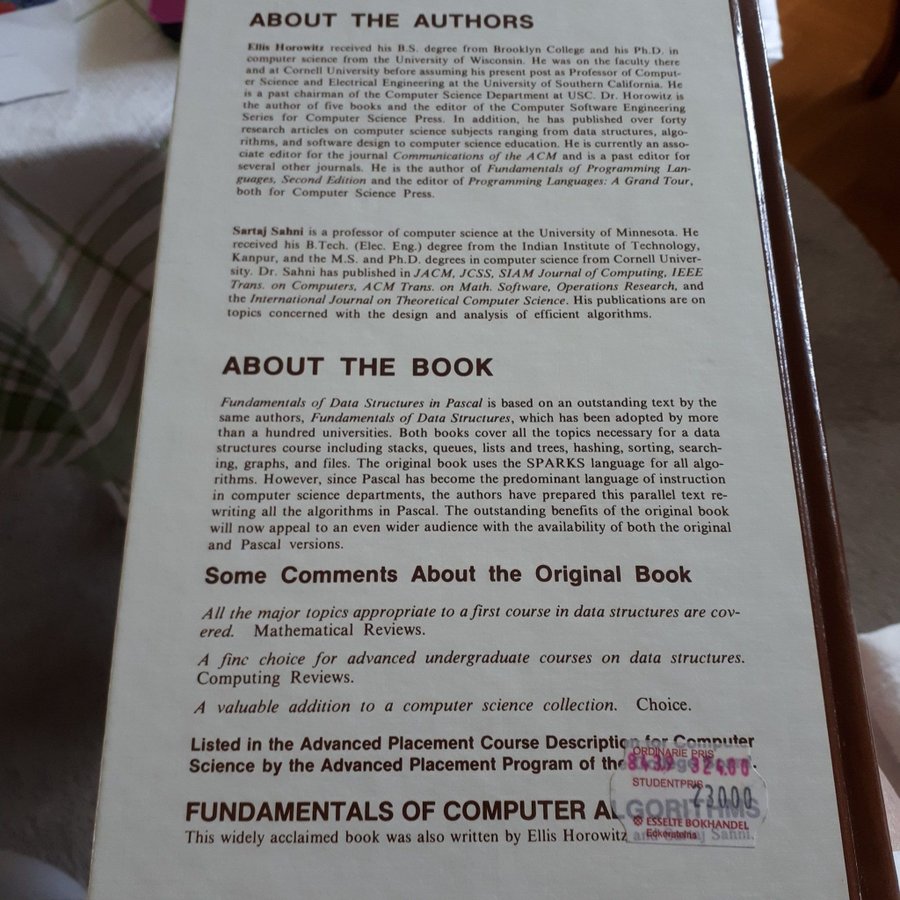 ABOUT THE AUTHORS
Ellis Horowitz received his B.S. degree from Brooklyn College and his Ph.D. in
computer science from the University of Wisconsin. He was on the faculty there
and at Cornell University before assuming his present post as Professor of Comput-
er Science and Electrical Engineering at the University of Southern California. He
is a past chairman of the Computer Science Department at USC. Dr. Horowitz is
the author of five books and the editor of the Computer Software Engineering
Series for Computer Science Press. In addition, he has published over forty
research articles on computer science subjects ranging from data structures, algo-
rithms, and software design to computer science education. He is currently an asso-
ciate editor for the journal Communications of the ACM and is a past editor for
several other journals. He is the author of Fundamentals of Programming Lan-
guages, Second Edition and the editor of Programming Languages: A Grand Tour,
both for Computer Science Press.
Sartaj Sahni is a professor of computer science at the University of Minnesota. He
received his B.Tech. (Elec. Eng.) degree from the Indian Institute of Technology,
Kanpur, and the M.S. and Ph.D. degrees in computer science from Cornell Univer-
sity. Dr. Sahni has published in JACM, JCSS, SIAM Journal of Computing, IEEE
Trans. on Computers, ACM Trans. on Math. Software, Operations Research, and
the International Journal on Theoretical Computer Science. His publications are on
topics concerned with the design and analysis of efficient algorithms.
ABOUT THE BOOK
Fundamentals of Data Structures in Pascal is based on an outstanding text by the
same authors, Fundamentals of Data Structures, which has been adopted by more
than a hundred universities. Both books cover all the topics necessary for a data
structures course including stacks, queues, lists and trees, hashing, sorting, search-
ing, graphs, and files. The original book uses the SPARKS language for all algo-
rithms. However, since Pascal has become the predominant language of instruction
in computer science departments, the authors have prepared this parallel text re-
writing all the algorithms in Pascal. The outstanding benefits of the original book
will now appeal to an even wider audience with the availability of both the original
and Pascal versions.
Some Comments About the Original Book
All the major topics appropriate to a first course in data structures are cov-
ered. Mathematical Reviews.
A finc choice for advanced undergraduate courses on data structures.
Computing Reviews.
A valuable addition to a computer science collection. Choice.
Listed in the Advanced Placement Course Description for Computer
Science by the Advanced Placement Program of the
ORDINARIE PRIS
8439 324.00
STUDENTPRIS
23000
ESSELTE BOKHANDEL
Eckersteins
FUNDAMENTALS OF COMPUTER ALGORITHMS
This widely acclaimed book was also written by Ellis Horowitz and Sartaj Sahni.